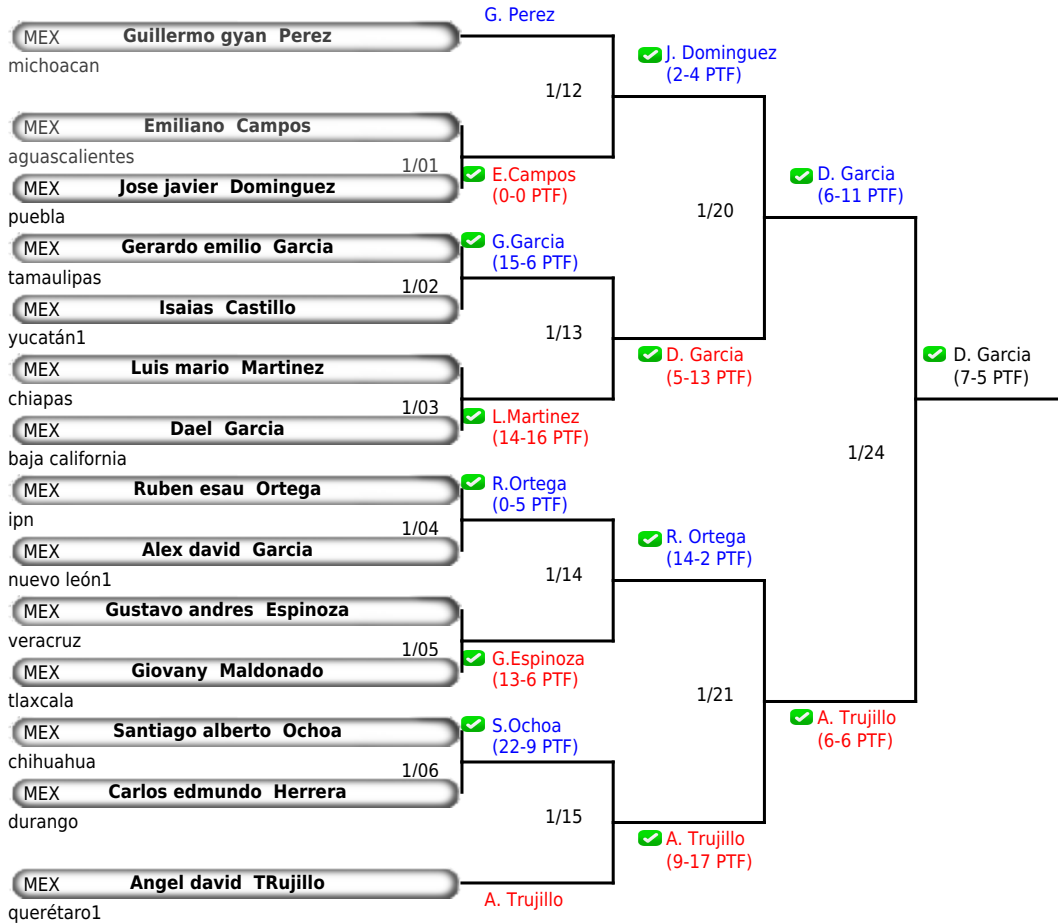 G. Perez
MEX Guillermo gyan Perez
michoacan
J. Dominguez
(2-4 PTF)
1/12
MEX Emiliano Campos
aguascalientes
1/01
E.Campos
(0-0 PTF)
MEX Jose javier Dominguez
puebla
D. Garcia
(6-11 PTF)
1/20
MEX Gerardo emilio Garcia
tamaulipas
G.Garcia
(15-6 PTF)
1/02
MEX Isaias Castillo
yucatán1
1/13
D. Garcia
(5-13 PTF)
MEX Luis mario Martinez
chiapas
1/03
L.Martinez
(14-16 PTF)
MEX Dael Garcia
baja california
D. Garcia
(7-5 PTF)
1/24
MEX Ruben esau Ortega
ipn
R.Ortega
(0-5 PTF)
1/04
MEX Alex david Garcia
nuevo león1
R. Ortega
(14-2 PTF)
1/14
MEX Gustavo andres Espinoza
veracruz
1/05
G.Espinoza
(13-6 PTF)
MEX Giovany Maldonado
tlaxcala
1/21
A. Trujillo
(6-6 PTF)
MEX Santiago alberto Ochoa
chihuahua
S.Ochoa
(22-9 PTF)
1/06
MEX Carlos edmundo Herrera
durango
1/15
A. Trujillo
(9-17 PTF)
MEX Angel david TRujillo
querétaro1
A. Trujillo